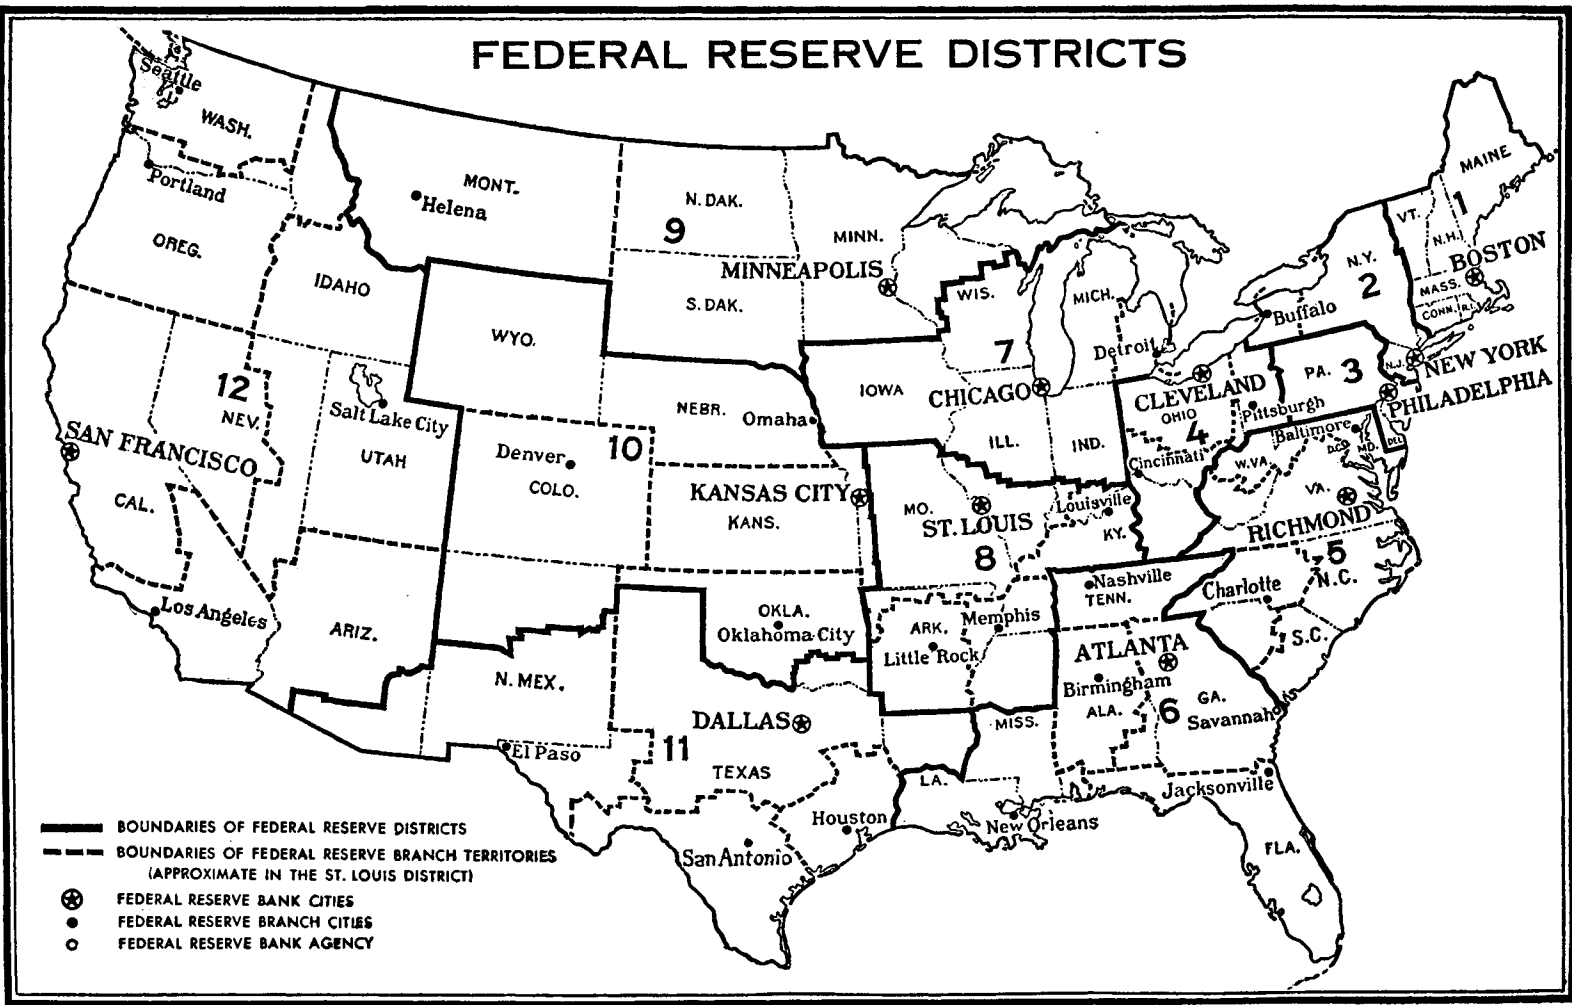 FEDERAL RESERVE DISTRICTS
Seattle
WASH.
Portland
OREG.
MONT.
Helena
IDAHO
N. DAK.
9
S. DAK.
MINN.
MINNEAPOLIS
WIS.
MICH.
Detroit
MAINE
1
VT.
N.H.
BOSTON
MASS.
CONN.
R.I.
N.Y.
2
Buffalo
NEW YORK
N.J.
PA.
3
PHILADELPHIA
WYO.
7
IOWA
CHICAGO
CLEVELAND
OHIO
4
Pittsburgh
Cincinnati
Baltimore
D.C.
MD.
DEL
12
NEV.
Salt Lake City
UTAH
SAN FRANCISCO
CAL.
Los Angeles
ARIZ.
NEBR.
Omaha
10
Denver
COLO.
KANSAS CITY
KANS.
ILL.
IND.
MO.
ST. LOUIS
8
Louisville
KY.
W.VA.
VA.
RICHMOND
5
N.C.
Charlotte
S.C.
Nashville
TENN.
Memphis
ARK.
Little Rock
OKLA.
Oklahoma City
N. MEX.
El Paso
DALLAS
11
TEXAS
Houston
San Antonio
LA.
New Orleans
MISS.
ATLANTA
Birmingham
ALA.
6
GA.
Savannah
Jacksonville
FLA.
BOUNDARIES OF FEDERAL RESERVE DISTRICTS
BOUNDARIES OF FEDERAL RESERVE BRANCH TERRITORIES
(APPROXIMATE IN THE ST. LOUIS DISTRICT)
FEDERAL RESERVE BANK CITIES
FEDERAL RESERVE BRANCH CITIES
FEDERAL RESERVE BANK AGENCY